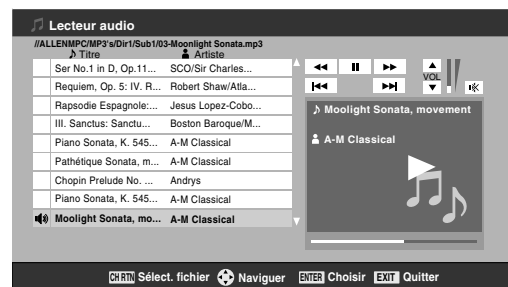 Lecteur audio
//ALLENMPC/MP3's/Dir1/Sub1/03-Moonlight Sonata.mp3
Titre Artiste
Ser No.1 in D, Op.11... SCO/Sir Charles...
Requiem, Op. 5: IV. R... Robert Shaw/Atla...
Rapsodie Espagnole:... Jesus Lopez-Cobo...
III. Sanctus: Sanctu... Boston Baroque/M...
Piano Sonata, K. 545... A-M Classical
Pathétique Sonata, m... A-M Classical
Chopin Prelude No. ... Andrys
Piano Sonata, K. 545... A-M Classical
Moolight Sonata, mo... A-M Classical
VOL
Moolight Sonata, movement
A-M Classical
CH RTN Sélect. fichier Naviguer ENTER Choisir EXIT Quitter